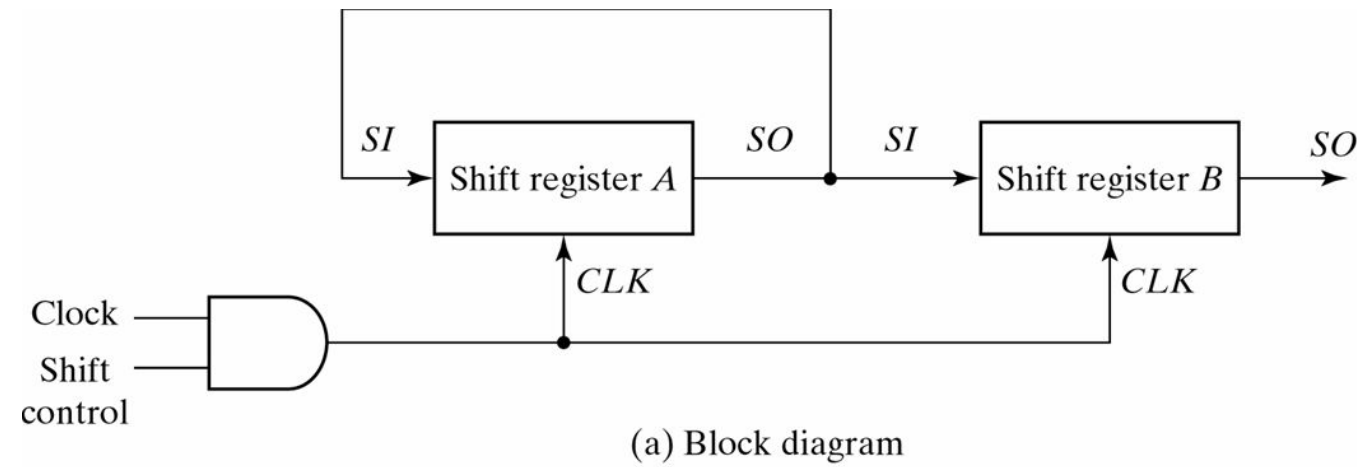 SI
SO
SI
SO
Shift register A
Shift register B
CLK
CLK
Clock
Shift
control
(a) Block diagram